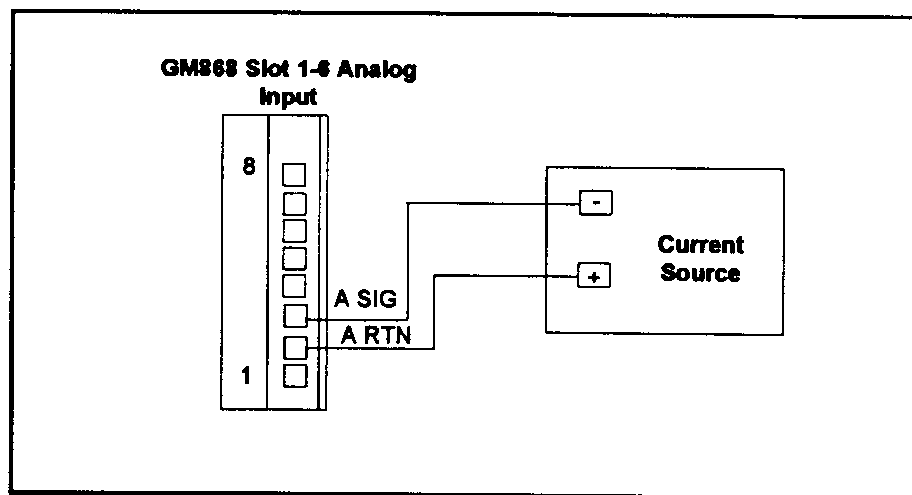 GM868 Slot 1-6 Analog
Input
8
-
Current
Source
+
A SIG
A RTN
1